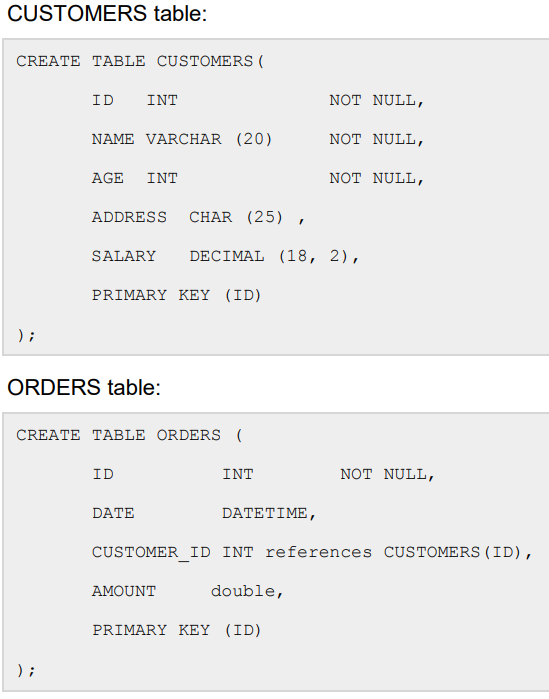 CUSTOMERS table:
CREATE TABLE CUSTOMERS(
ID INT NOT NULL,
NAME VARCHAR (20) NOT NULL,
AGE INT NOT NULL,
ADDRESS CHAR (25) ,
SALARY DECIMAL (18, 2),
PRIMARY KEY (ID)
);
ORDERS table:
CREATE TABLE ORDERS (
ID INT NOT NULL,
DATE DATETIME,
CUSTOMER_ID INT references CUSTOMERS(ID),
AMOUNT double,
PRIMARY KEY (ID)
);